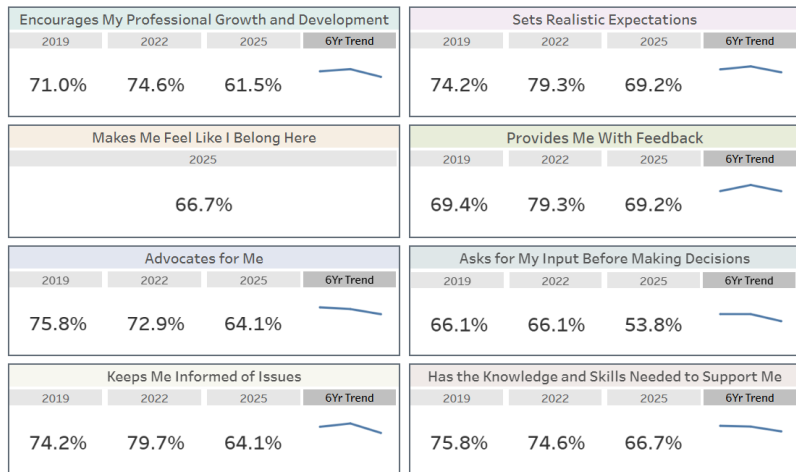 Encourages My Professional Growth and Development
2019 2022 2025 6Yr Trend
71.0% 74.6% 61.5%
Sets Realistic Expectations
2019 2022 2025 6Yr Trend
74.2% 79.3% 69.2%
Makes Me Feel Like I Belong Here
2025
66.7%
Provides Me With Feedback
2019 2022 2025 6Yr Trend
69.4% 79.3% 69.2%
Advocates for Me
2019 2022 2025 6Yr Trend
75.8% 72.9% 64.1%
Asks for My Input Before Making Decisions
2019 2022 2025 6Yr Trend
66.1% 66.1% 53.8%
Keeps Me Informed of Issues
2019 2022 2025 6Yr Trend
74.2% 79.7% 64.1%
Has the Knowledge and Skills Needed to Support Me
2019 2022 2025 6Yr Trend
75.8% 74.6% 66.7%